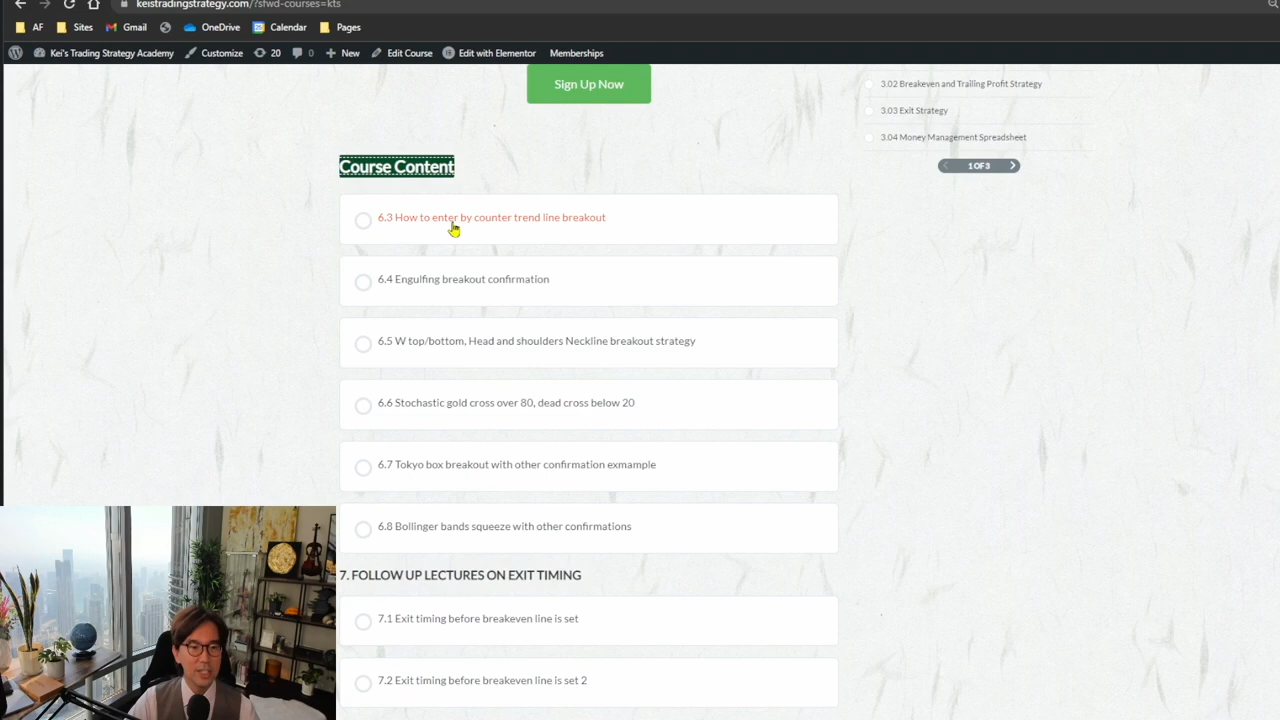 keistradingstrategy.com/?sfwd-courses=kts
AF
Sites
Gmail
OneDrive
Calendar
Pages
Kei's Trading Strategy Academy
Customize
20
0
New
Edit Course
Edit with Elementor
Memberships
Sign Up Now
3.02 Breakeven and Trailing Profit Strategy
3.03 Exit Strategy
3.04 Money Management Spreadsheet
1 OF 3
Course Content
6.3 How to enter by counter trend line breakout
6.4 Engulfing breakout confirmation
6.5 W top/bottom, Head and shoulders Neckline breakout strategy
6.6 Stochastic gold cross over 80, dead cross below 20
6.7 Tokyo box breakout with other confirmation exmample
6.8 Bollinger bands squeeze with other confirmations
7. FOLLOW UP LECTURES ON EXIT TIMING
7.1 Exit timing before breakeven line is set
7.2 Exit timing before breakeven line is set 2